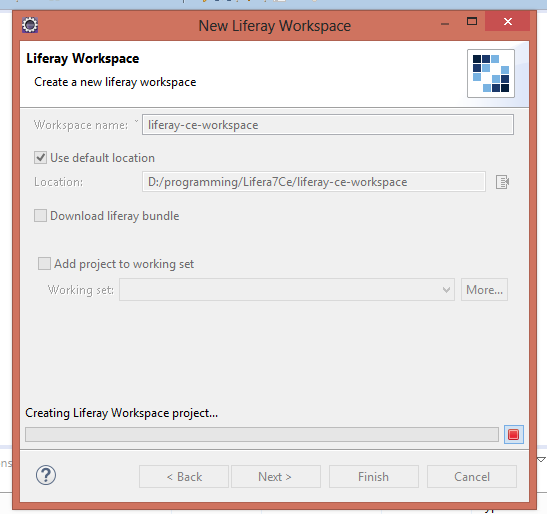 New Liferay Workspace
Liferay Workspace
Create a new liferay workspace
Workspace name: liferay-ce-workspace
Use default location
Location: D:/programming/Lifera7Ce/liferay-ce-workspace
Download liferay bundle
Add project to working set
Working set: More...
Creating Liferay Workspace project...
? < Back Next > Finish Cancel